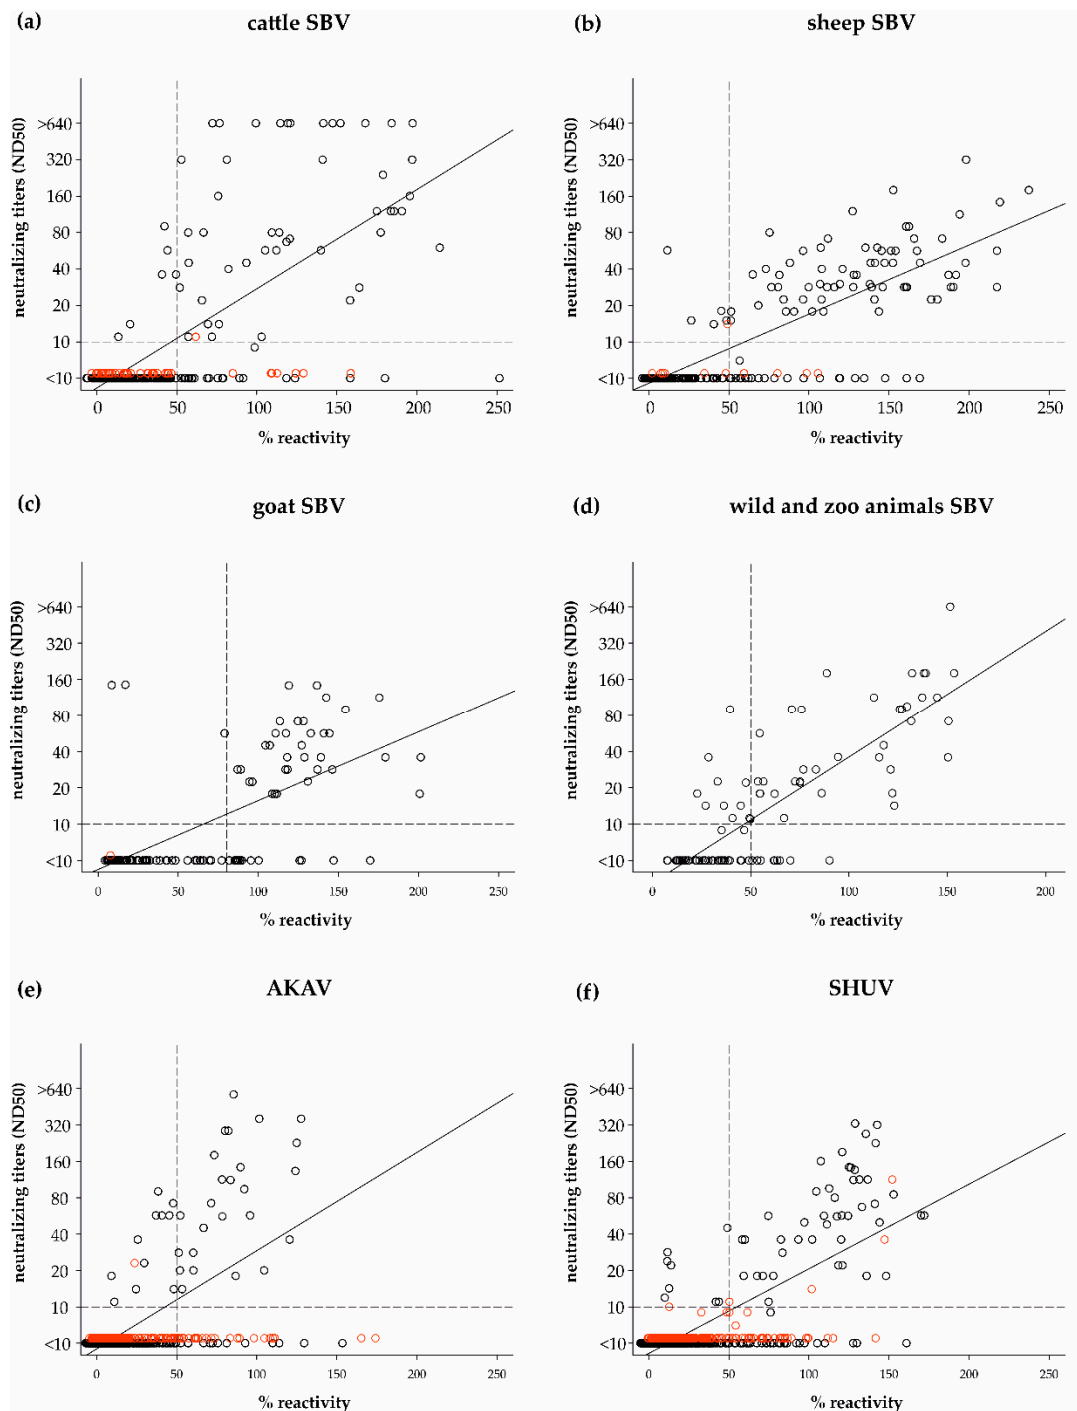 (a) cattle SBV
neutralizing titers (ND50)
>640
320
160
80
40
20
10
<10
0 50 100 150 200 250
% reactivity
(b) sheep SBV
neutralizing titers (ND50)
>640
320
160
80
40
20
10
<10
0 50 100 150 200 250
% reactivity
(c) goat SBV
neutralizing titers (ND50)
>640
320
160
80
40
20
10
<10
0 50 100 150 200 250
% reactivity
(d) wild and zoo animals SBV
neutralizing titers (ND50)
>640
320
160
80
40
20
10
<10
0 50 100 150 200
% reactivity
(e) AKAV
neutralizing titers (ND50)
>640
320
160
80
40
20
10
<10
0 50 100 150 200 250
% reactivity
(f) SHUV
neutralizing titers (ND50)
>640
320
160
80
40
20
10
<10
0 50 100 150 200 250
% reactivity